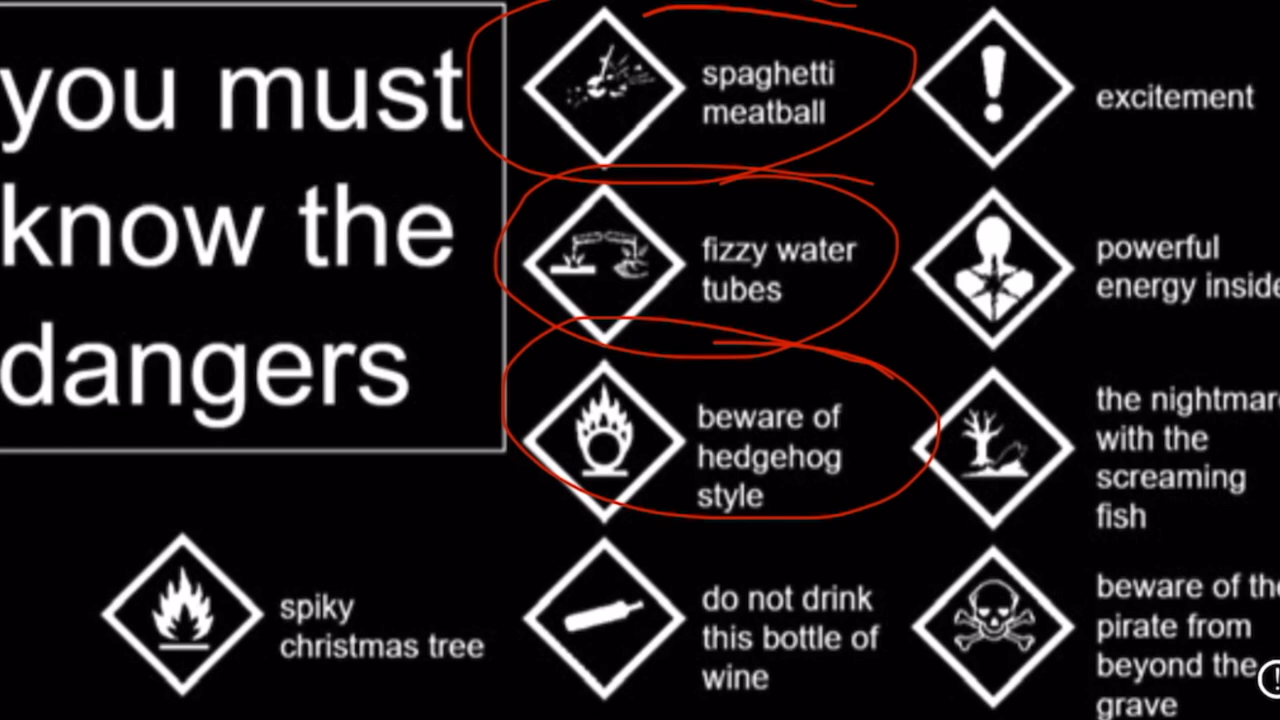 you must
know the
dangers
spaghetti
meatball
excitement
fizzy water
tubes
powerful
energy inside
beware of
hedgehog
style
the nightmar
with the
screaming
fish
spiky
christmas tree
do not drink
this bottle of
wine
beware of th
pirate from
beyond the
grave